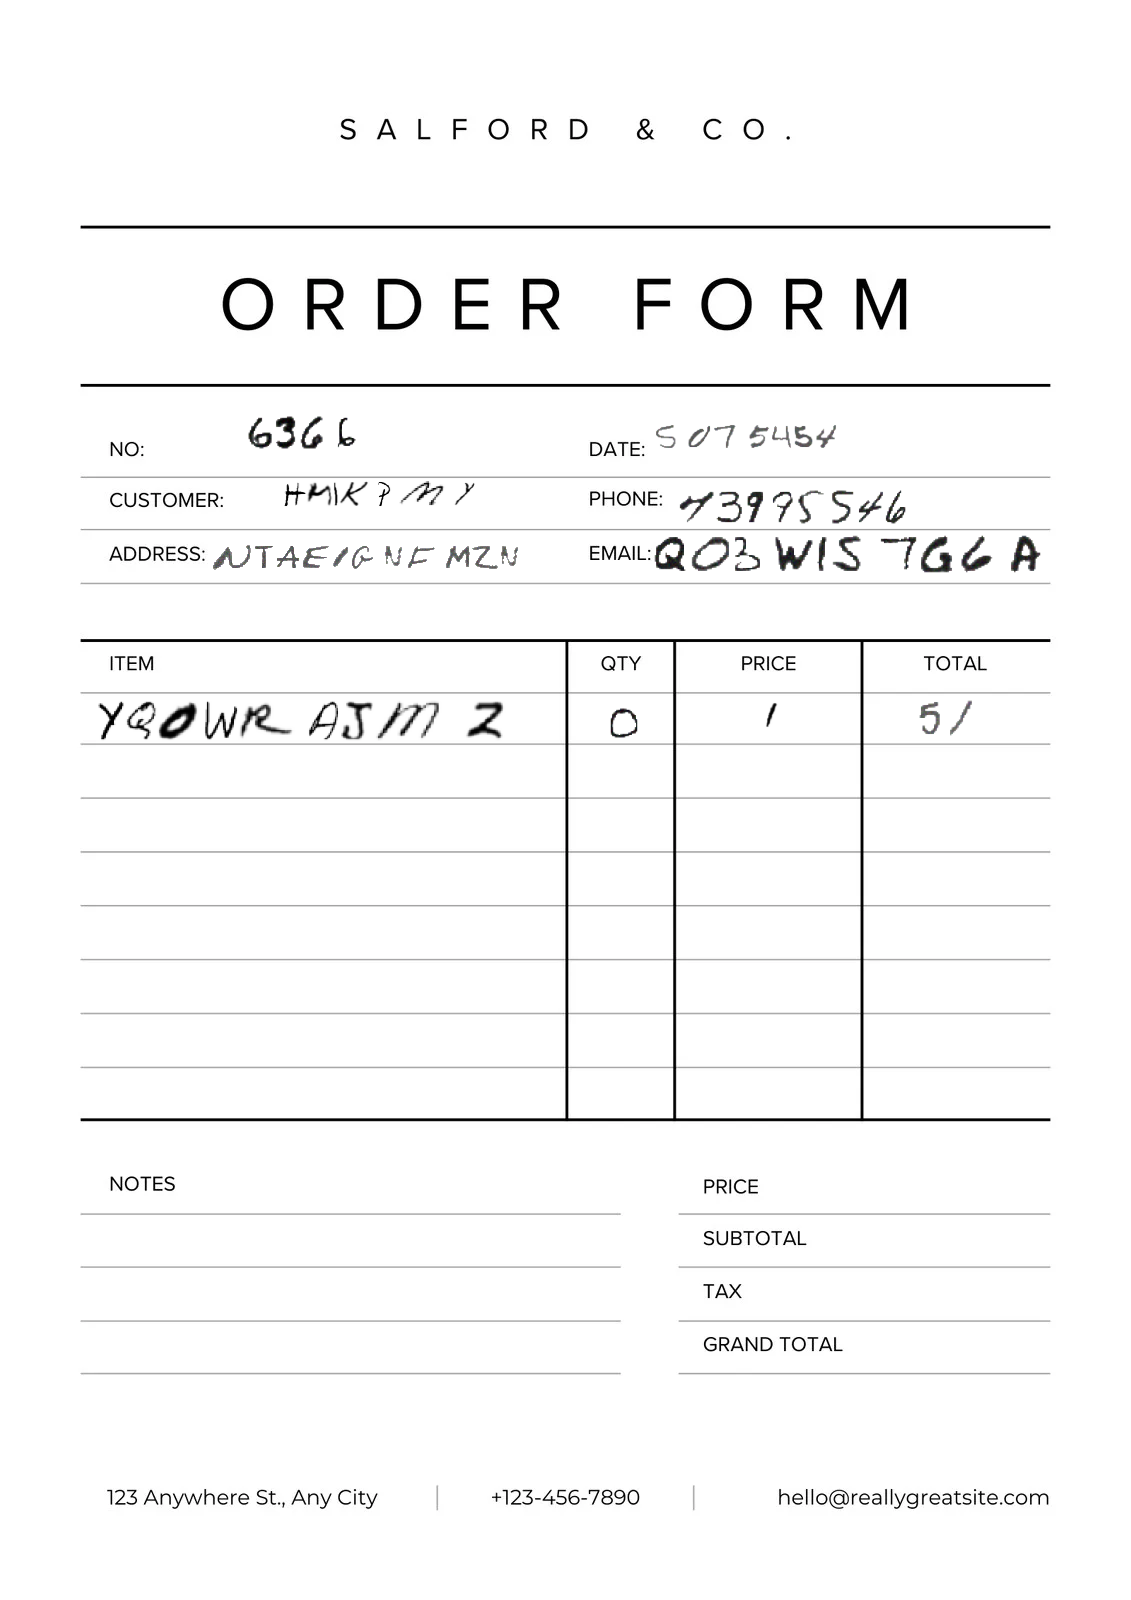 SALFORD & CO.
ORDER FORM
NO: 6366 DATE: 5075454
CUSTOMER: HMIKPMY PHONE: 73975546
ADDRESS: NTAEIGNFMZN EMAIL: QO3WIS7G6A
ITEM QTY PRICE TOTAL
YQOWRAJMZ 0 1 51
NOTES PRICE
SUBTOTAL
TAX
GRAND TOTAL
123 Anywhere St., Any City | +123-456-7890 | hello@reallygreatsite.com